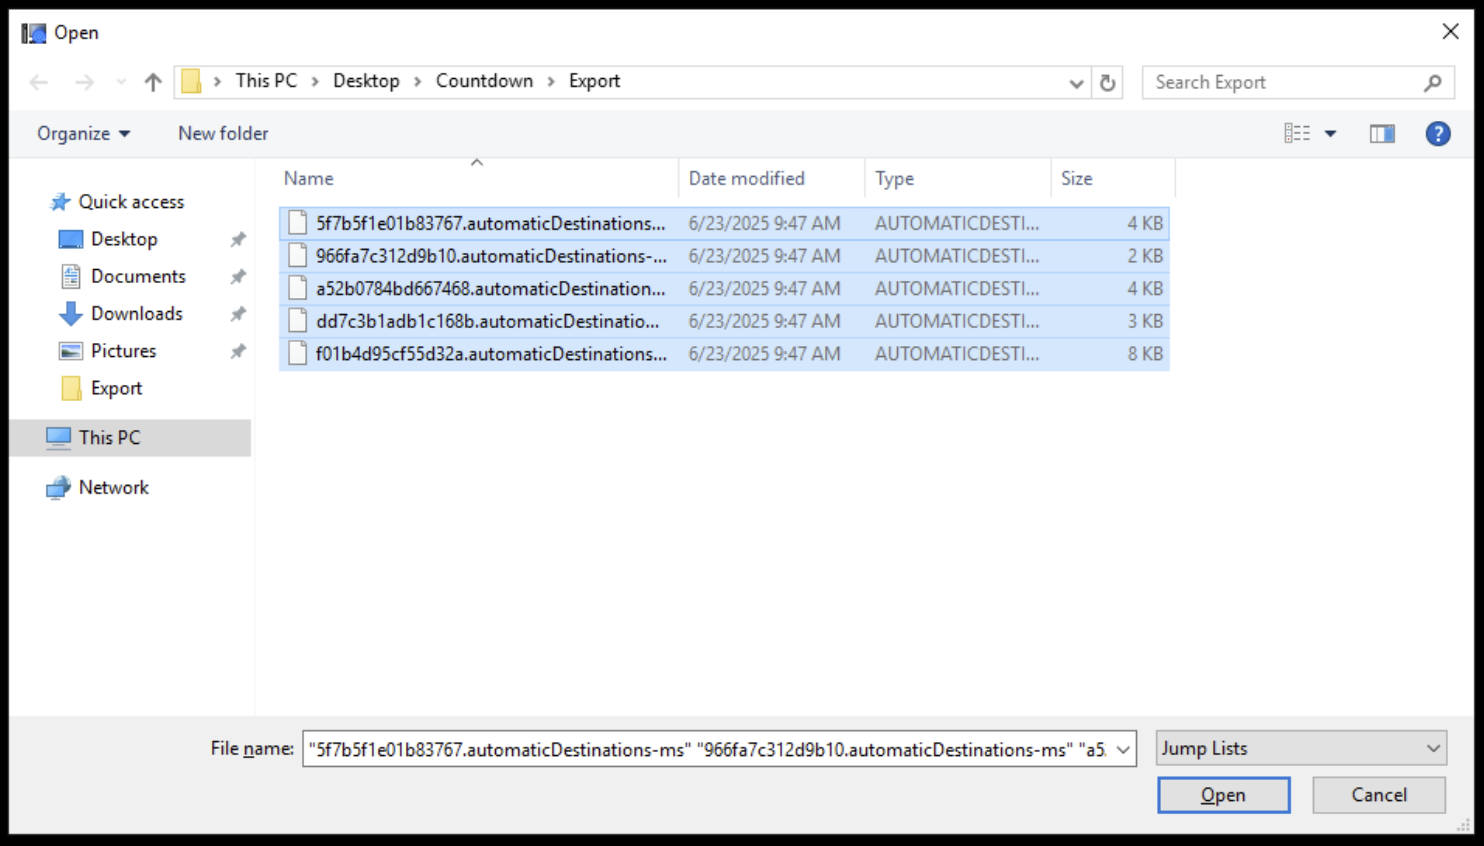 Open
This PC > Desktop > Countdown > Export
Search Export
Organize
New folder
Name
Date modified
Type
Size
Quick access
Desktop
Documents
Downloads
Pictures
Export
This PC
Network
5f7b5f1e01b83767.automaticDestinations... 6/23/2025 9:47 AM AUTOMATICDESTI... 4 KB
966fa7c312d9b10.automaticDestinations-... 6/23/2025 9:47 AM AUTOMATICDESTI... 2 KB
a52b0784bd667468.automaticDestination... 6/23/2025 9:47 AM AUTOMATICDESTI... 4 KB
dd7c3b1adb1c168b.automaticDestinatio... 6/23/2025 9:47 AM AUTOMATICDESTI... 3 KB
f01b4d95cf55d32a.automaticDestinations... 6/23/2025 9:47 AM AUTOMATICDESTI... 8 KB
File name: "5f7b5f1e01b83767.automaticDestinations-ms" "966fa7c312d9b10.automaticDestinations-ms" "a5
Jump Lists
Open
Cancel